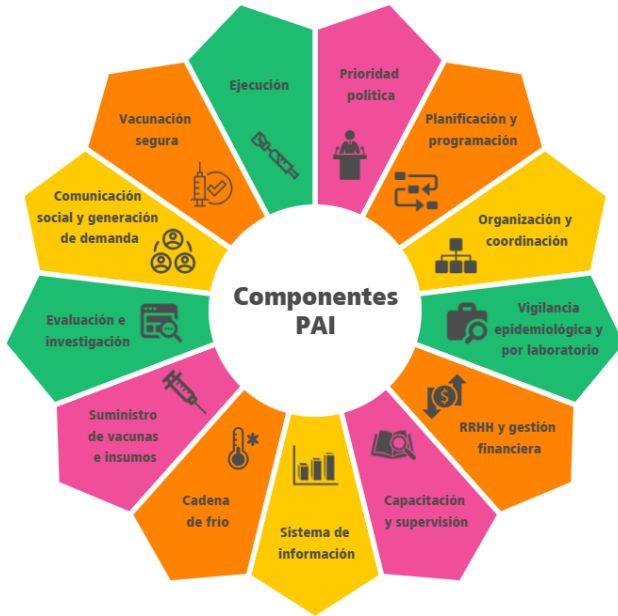 Componentes
PAI
Prioridad
política
Planificación y
programación
Organización y
coordinación
Vigilancia
epidemiológica y
por laboratorio
RRHH y gestión
financiera
Capacitación
y supervisión
Sistema de
información
Cadena
de frío
Suministro
de vacunas
e insumos
Evaluación e
investigación
Comunicación
social y generación
de demanda
Vacunación
segura
Ejecución